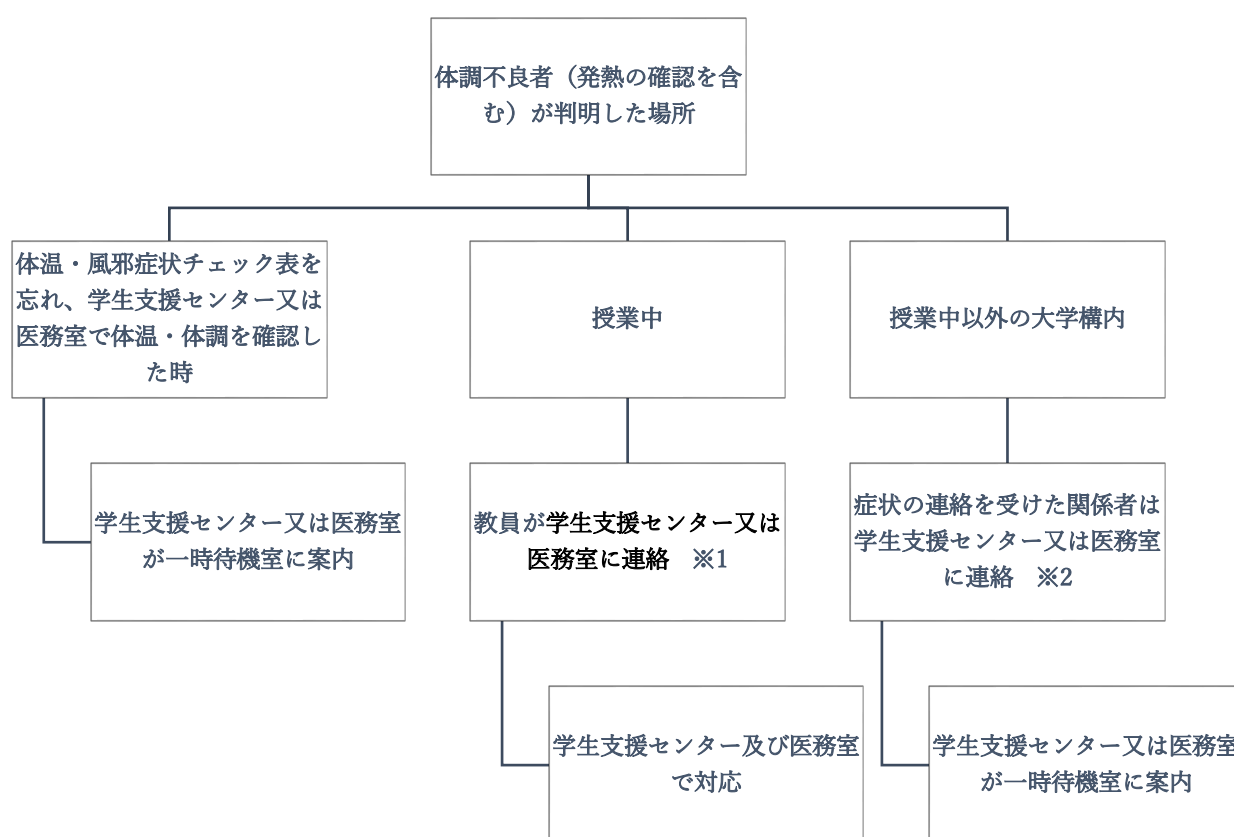 体調不良者（発熱の確認を含
む）が判明した場所
体温・風邪症状チェック表を
忘れ、学生支援センター又は
医務室で体温・体調を確認し
た時
授業中
授業中以外の大学構内
学生支援センター又は医務室
が一時待機室に案内
教員が学生支援センター又は
医務室に連絡　※1
症状の連絡を受けた関係者は
学生支援センター又は医務室
に連絡　※2
学生支援センター及び医務室
で対応
学生支援センター又は医務室
が一時待機室に案内